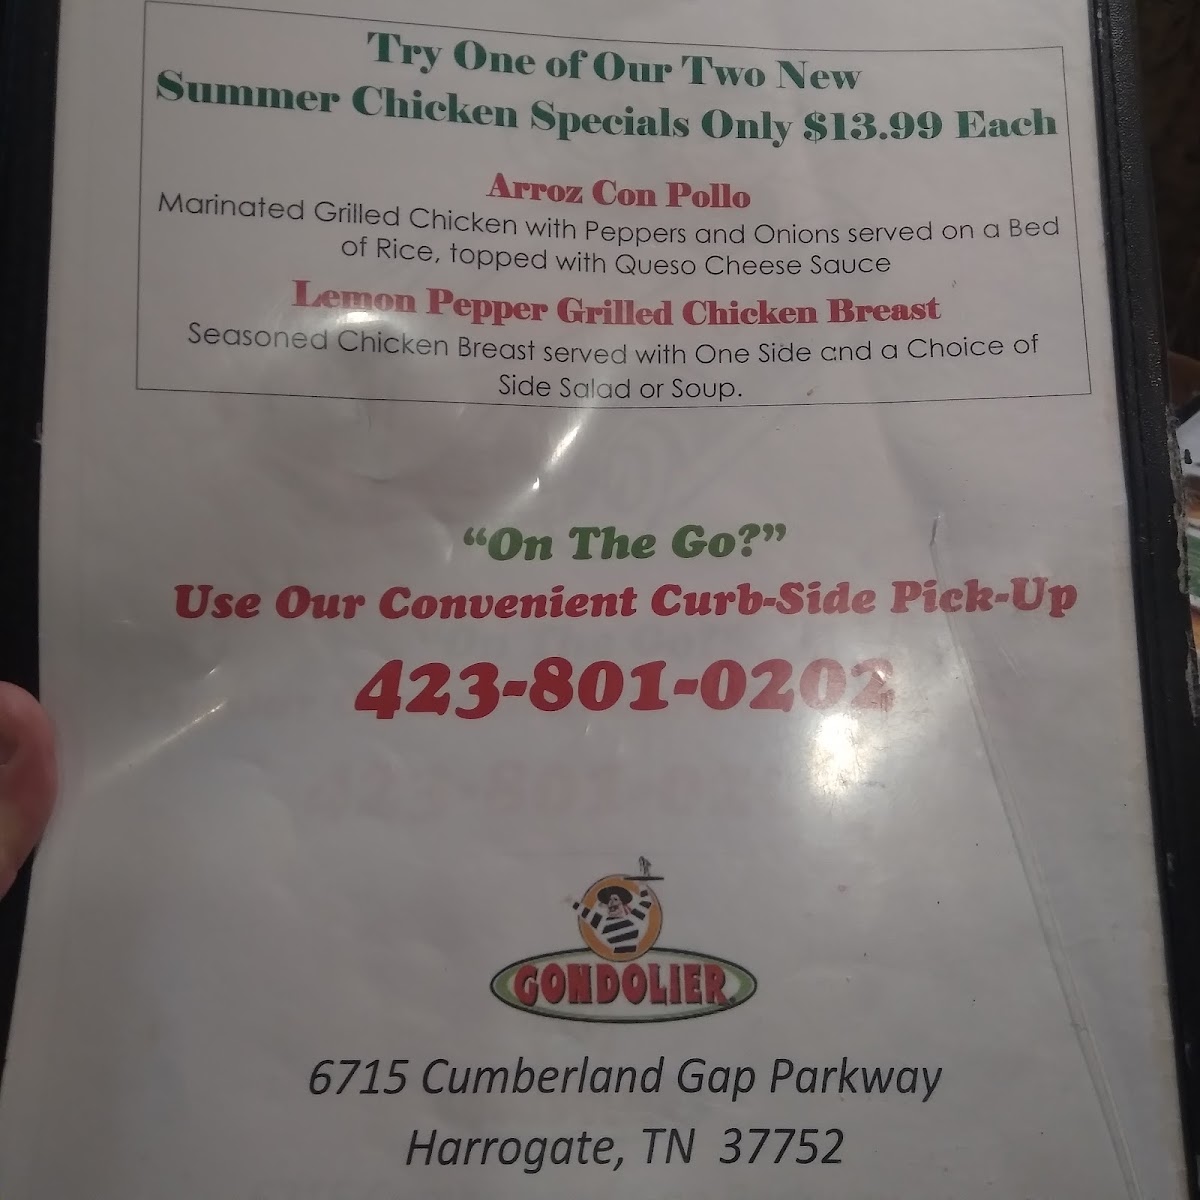 Try One of Our Two New
Summer Chicken Specials Only $13.99 Each
Arroz Con Pollo
Marinated Grilled Chicken with Peppers and Onions served on a Bed
of Rice, topped with Queso Cheese Sauce
Lemon Pepper Grilled Chicken Breast
Seasoned Chicken Breast served with One Side and a Choice of
Side Salad or Soup.
“On The Go?”
Use Our Convenient Curb-Side Pick-Up
423-801-0202
GONDOLIER
6715 Cumberland Gap Parkway
Harrogate, TN 37752